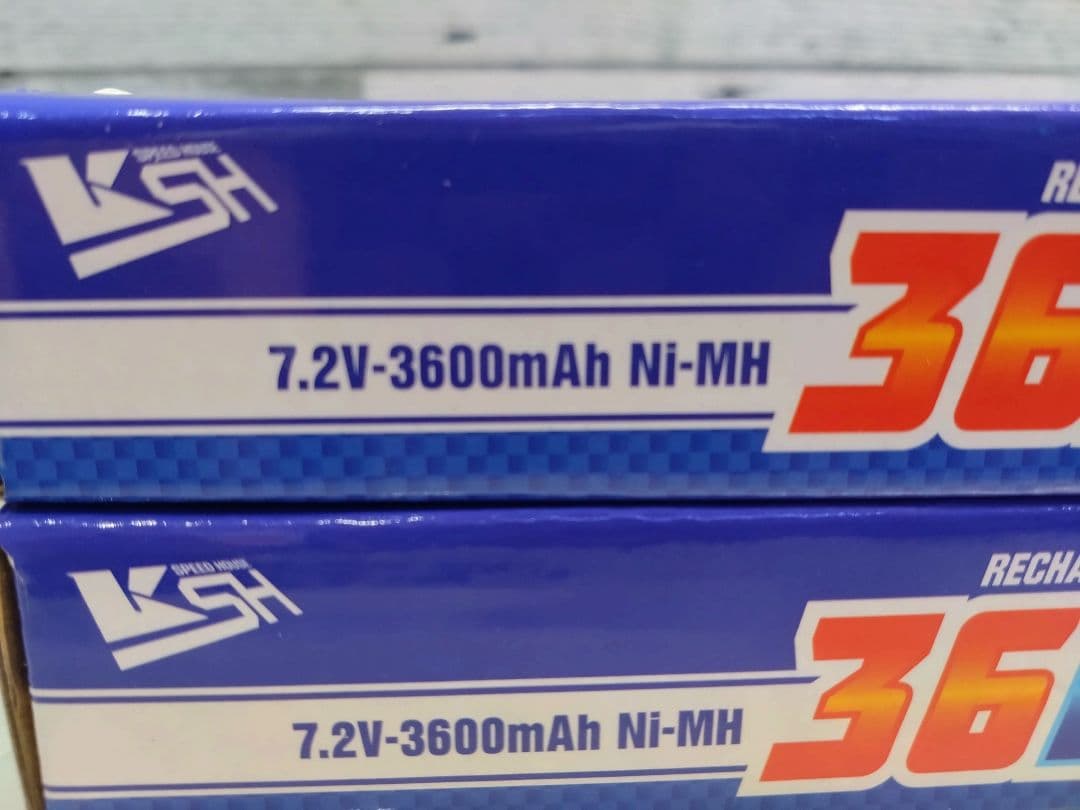 SPEED HOUSE
KSH
RE
36
7.2V-3600mAh Ni-MH
SPEED HOUSE
KSH
RECHA
36
7.2V-3600mAh Ni-MH